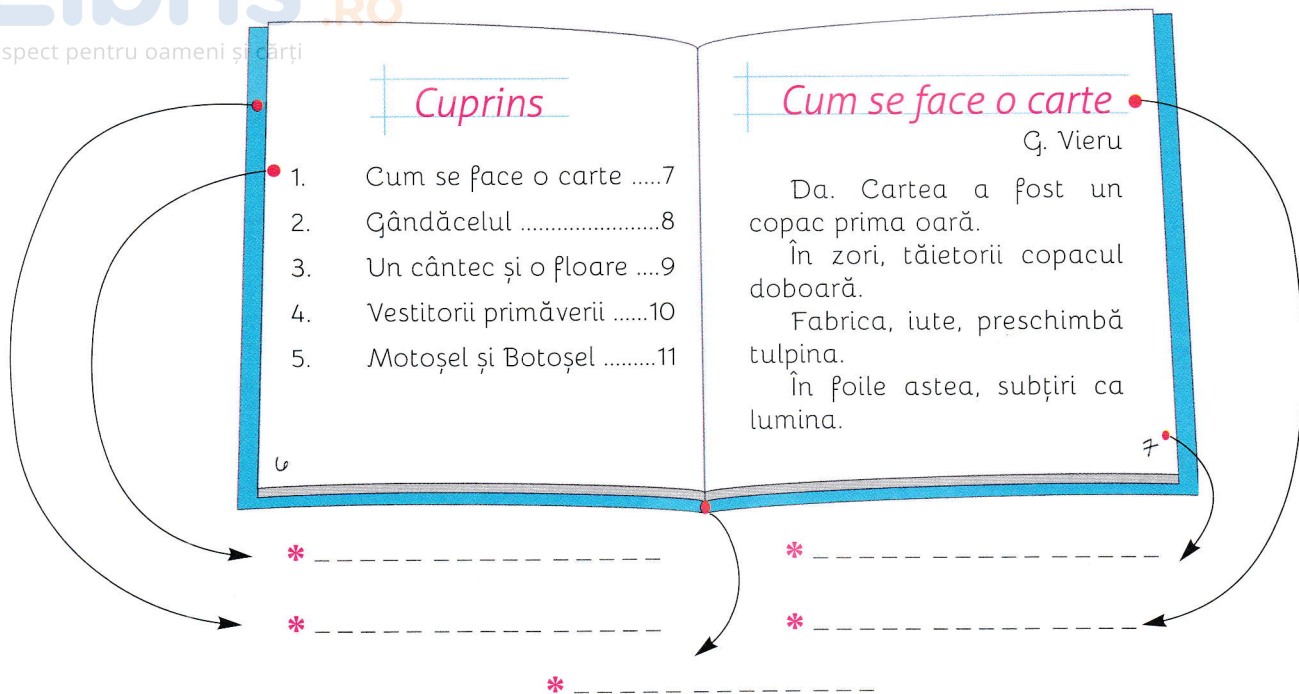 Libris .RO
spect pentru oameni și cărți
Cuprins
1. Cum se face o carte .....7
2. Gândăcelul .......................8
3. Un cântec și o floare ....9
4. Vestitorii primăverii ......10
5. Motoșel și Botoșel .........11
6
Cum se face o carte
G. Vieru
Da. Cartea a fost un
copac prima oară.
În zori, tăietorii copacul
doboară.
Fabrica, iute, preschimbă
tulpina.
În foile astea, subțiri ca
lumina.
7
* _ _ _ _ _ _ _ _ _ _ _ _ _ _ _
* _ _ _ _ _ _ _ _ _ _ _ _ _ _ _
* _ _ _ _ _ _ _ _ _ _ _ _ _ _ _
* _ _ _ _ _ _ _ _ _ _ _ _ _ _
* _ _ _ _ _ _ _ _ _ _ _ _ _